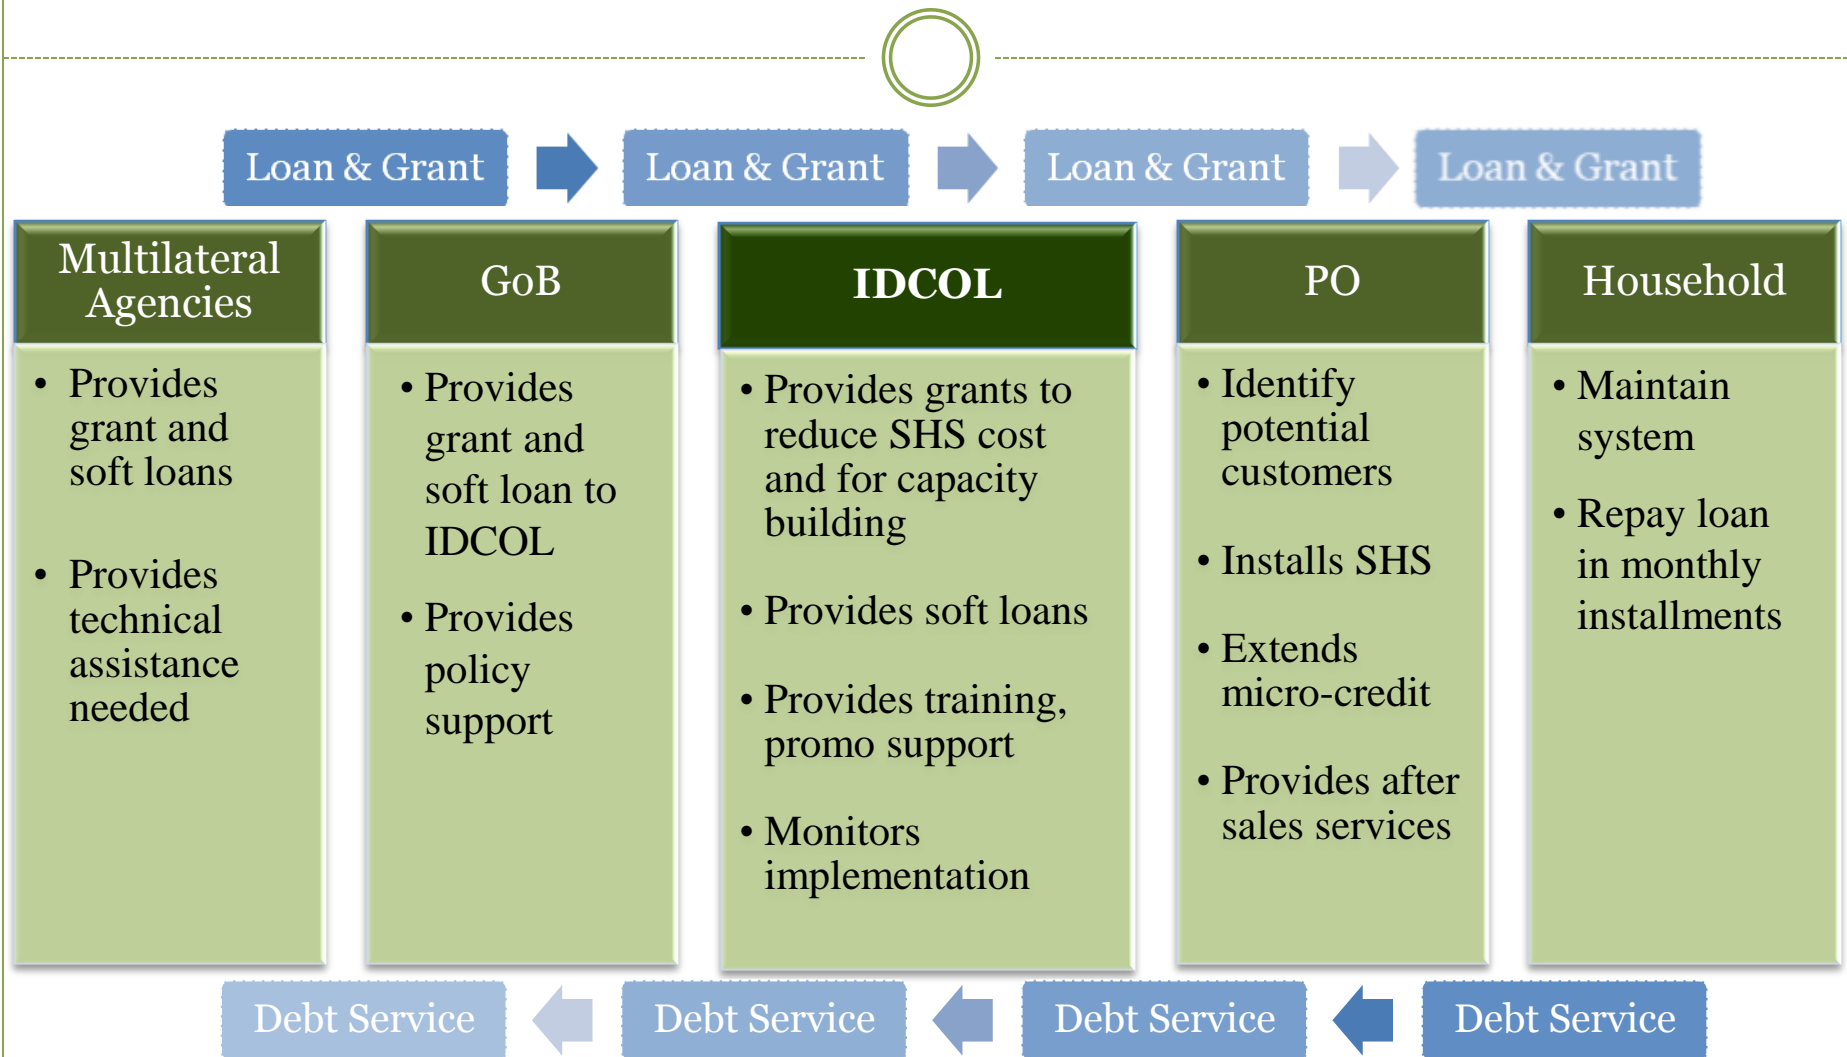 Loan & Grant
Loan & Grant
Loan & Grant
Loan & Grant
Multilateral
Agencies
• Provides
grant and
soft loans
• Provides
technical
assistance
needed
GoB
• Provides
grant and
soft loan to
IDCOL
• Provides
policy
support
IDCOL
• Provides grants to
reduce SHS cost
and for capacity
building
• Provides soft loans
• Provides training,
promo support
• Monitors
implementation
PO
• Identify
potential
customers
• Installs SHS
• Extends
micro-credit
• Provides after
sales services
Household
• Maintain
system
• Repay loan
in monthly
installments
Debt Service
Debt Service
Debt Service
Debt Service